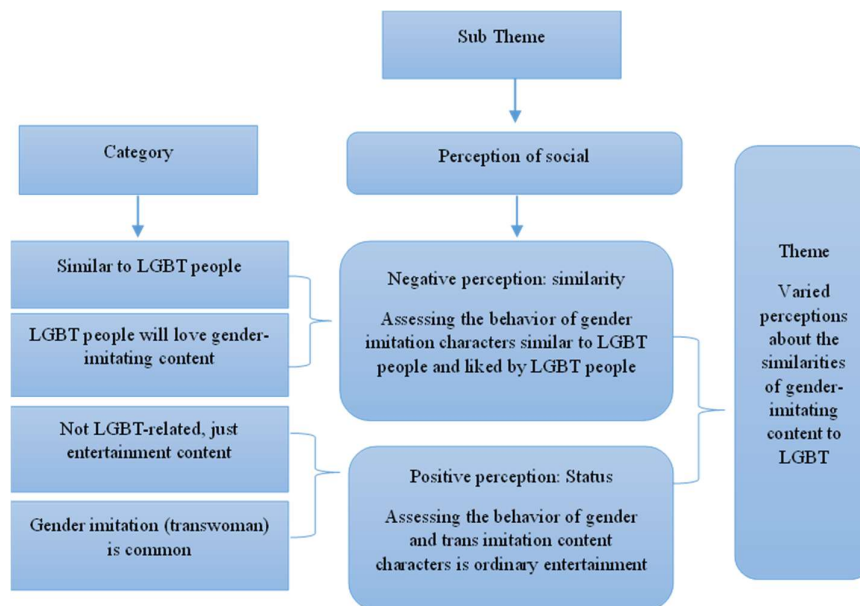 Sub Theme
Category
Perception of social
Similar to LGBT people
LGBT people will love gender-
imitating content
Not LGBT-related, just
entertainment content
Gender imitation (transwoman)
is common
Negative perception: similarity
Assessing the behavior of gender
imitation characters similar to LGBT
people and liked by LGBT people
Positive perception: Status
Assessing the behavior of gender
and trans imitation content
characters is ordinary entertainment
Theme
Varied
perceptions
about the
similarities
of gender-
imitating
content to
LGBT